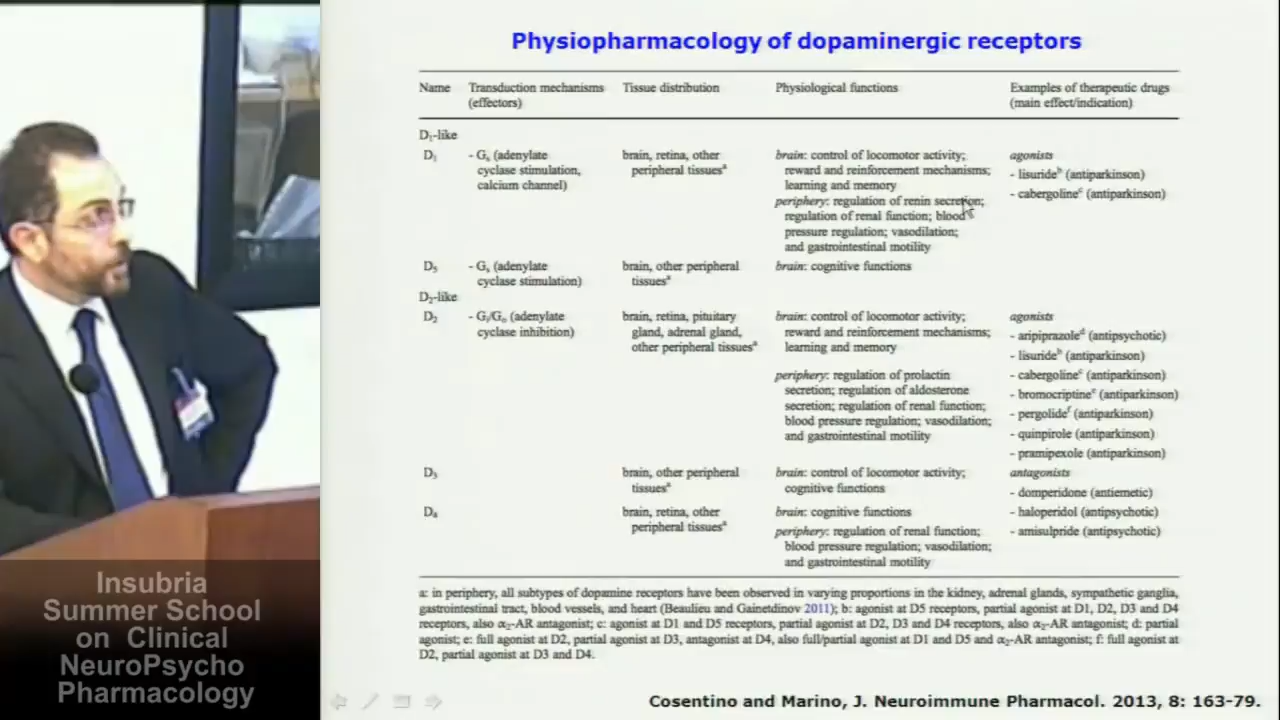 Physiopharmacology of dopaminergic receptors
Name Transduction mechanisms (effectors) Tissue distribution Physiological functions Examples of therapeutic drugs (main effect/indication)
D1-like
D1 - Gs (adenylate cyclase stimulation, calcium channel)
brain, retina, other peripheral tissuesa
brain: control of locomotor activity;
reward and reinforcement mechanisms;
learning and memory
periphery: regulation of renin secretion;
regulation of renal function; blood
pressure regulation; vasodilation;
and gastrointestinal motility
agonists
- lisurideb (antiparkinson)
- cabergolinec (antiparkinson)
D5 - Gs (adenylate cyclase stimulation)
brain, other peripheral tissuesa
brain: cognitive functions
D2-like
D2 - Gi/Go (adenylate cyclase inhibition)
brain, retina, pituitary
gland, adrenal gland,
other peripheral tissuesa
brain: control of locomotor activity;
reward and reinforcement mechanisms;
learning and memory
periphery: regulation of prolactin
secretion; regulation of aldosterone
secretion; regulation of renal function;
blood pressure regulation; vasodilation;
and gastrointestinal motility
agonists
- aripiprazoled (antipsychotic)
- lisurideb (antiparkinson)
- cabergolinec (antiparkinson)
- bromocriptinee (antiparkinson)
- pergolidef (antiparkinson)
- quinpirole (antiparkinson)
- pramipexole (antiparkinson)
D3
brain, other peripheral tissuesa
brain: control of locomotor activity;
cognitive functions
antagonists
- domperidone (antiemetic)
- haloperidol (antipsychotic)
- amisulpride (antipsychotic)
D4
brain, retina, other peripheral tissuesa
brain: cognitive functions
periphery: regulation of renal function;
blood pressure regulation; vasodilation;
and gastrointestinal motility
a: in periphery, all subtypes of dopamine receptors have been observed in varying proportions in the kidney, adrenal glands, sympathetic ganglia,
gastrointestinal tract, blood vessels, and heart (Beaulieu and Gainetdinov 2011); b: agonist at D5 receptors, partial agonist at D1, D2, D3 and D4
receptors, also α2-AR antagonist; c: agonist at D1 and D5 receptors, partial agonist at D2, D3 and D4 receptors, also α2-AR antagonist; d: partial
agonist; e: full agonist at D2, partial agonist at D3, antagonist at D4, also full/partial agonist at D1 and D5 and α2-AR antagonist; f: full agonist at
D2, partial agonist at D3 and D4.
Cosentino and Marino, J. Neuroimmune Pharmacol. 2013, 8: 163-79.
Insubria
Summer School
on Clinical
NeuroPsycho
Pharmacology